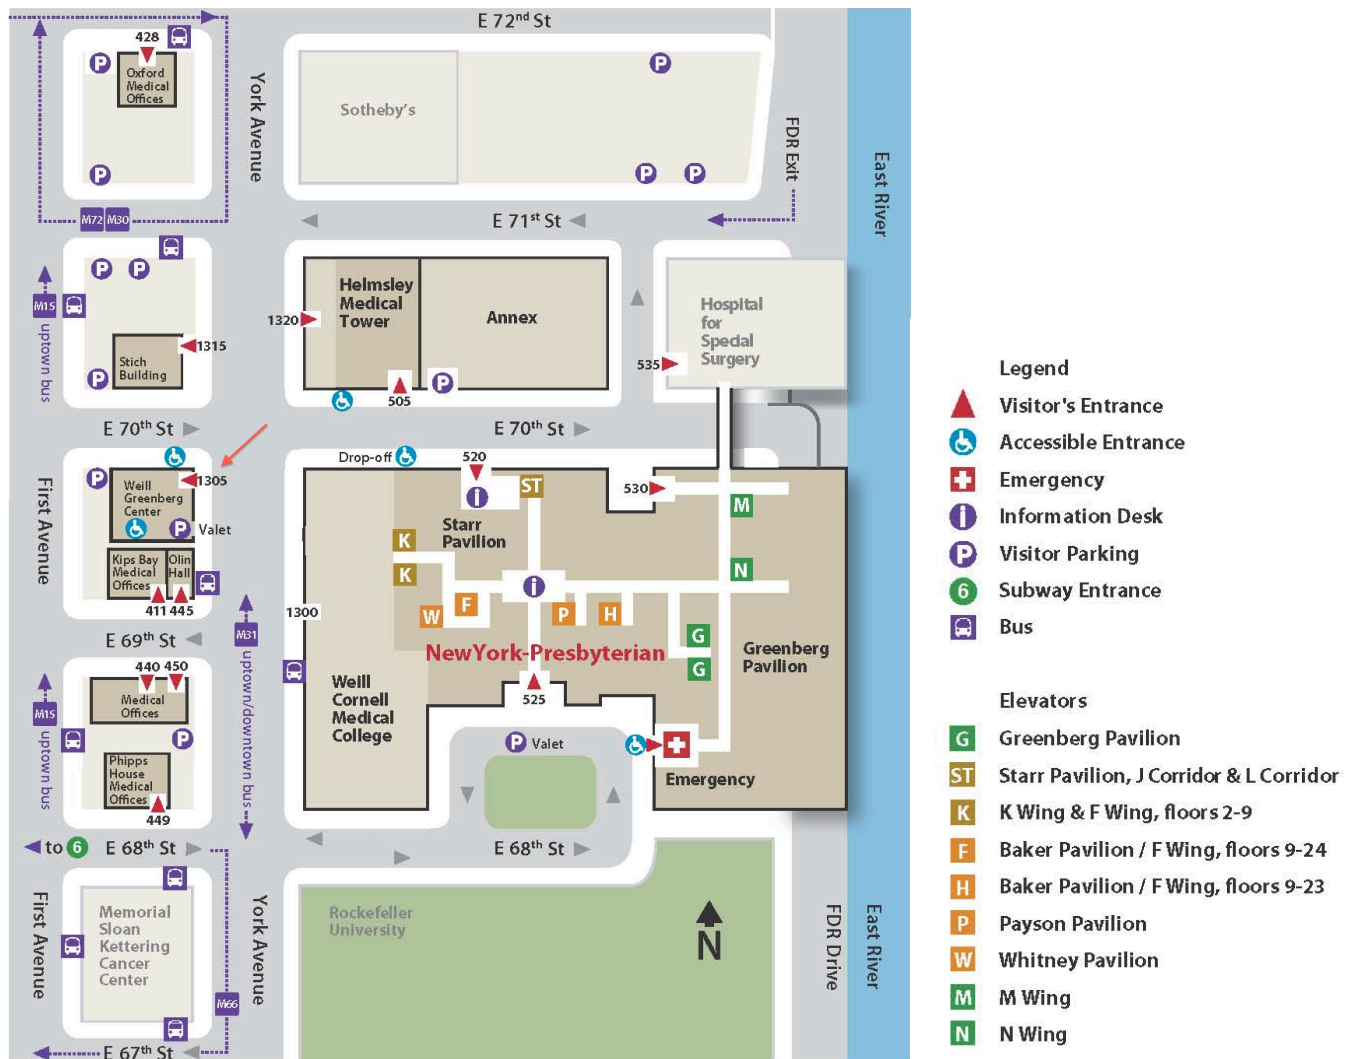 E 72nd St
428
Oxford
Medical
Offices
P
P
York Avenue
Sotheby's
P
P
P
FDR Exit
East River
M72 M30
E 71st St
P
P
M15
uptown bus
1315
Stich
Building
P
1320
Helmsley
Medical
Tower
Annex
505
P
535
Hospital
for
Special
Surgery
E 70th St
E 70th St
First Avenue
P
1305
Weill
Greenberg
Center
P
Valet
Kips Bay
Medical
Offices
Olin
Hall
411
445
Drop-off
520
i
ST
530
M
Starr
Pavilion
K
K
i
N
W
F
P
H
G
G
1300
NewYork-Presbyterian
Greenberg
Pavilion
525
Weill
Cornell
Medical
College
P
Valet
Emergency
E 69th St
M31
uptown/downtown bus
440
450
Medical
Offices
M15
uptown bus
P
Phipps
House
Medical
Offices
449
to 6
E 68th St
E 68th St
First Avenue
Memorial
Sloan
Kettering
Cancer
Center
York Avenue
M66
Rockefeller
University
N
FDR Drive
East River
E 67th St
Legend
Visitor's Entrance
Accessible Entrance
Emergency
i Information Desk
P Visitor Parking
6 Subway Entrance
Bus
Elevators
G Greenberg Pavilion
ST Starr Pavilion, J Corridor & L Corridor
K K Wing & F Wing, floors 2-9
F Baker Pavilion / F Wing, floors 9-24
H Baker Pavilion / F Wing, floors 9-23
P Payson Pavilion
W Whitney Pavilion
M M Wing
N N Wing